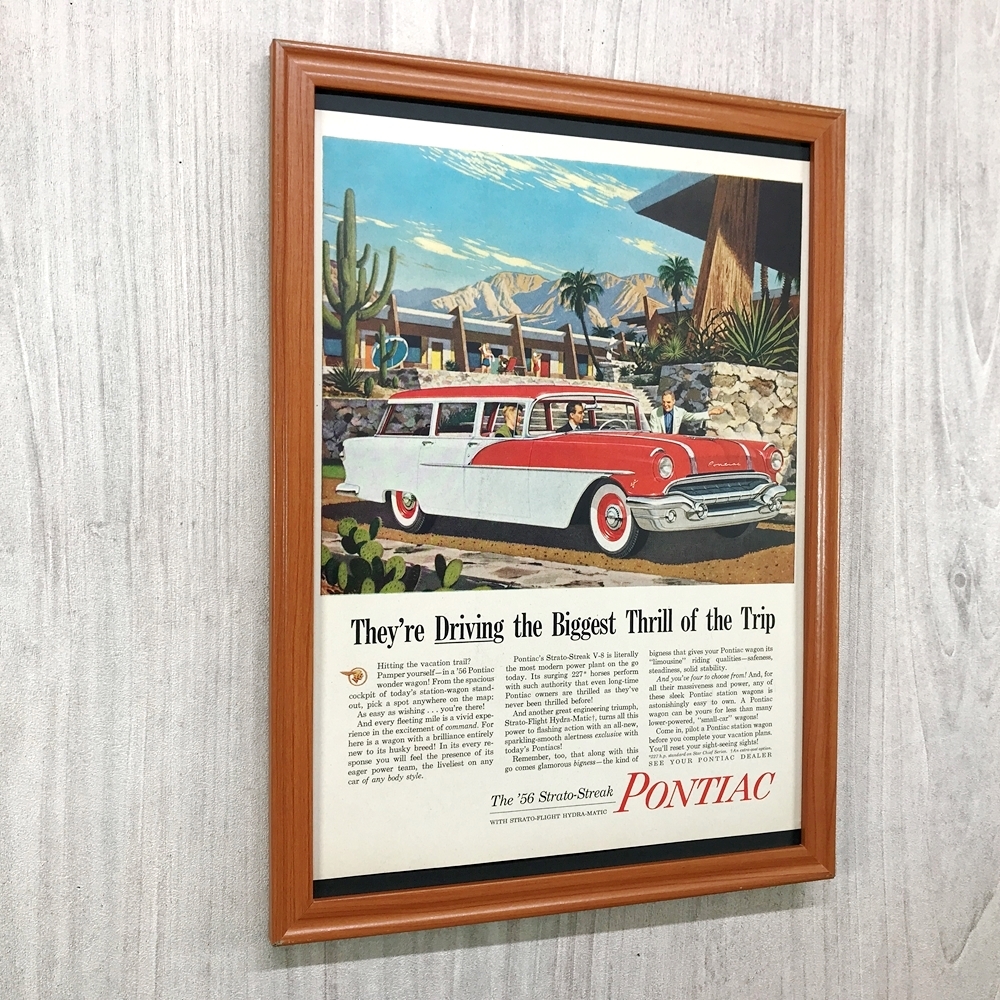 Pontiac
They're Driving the Biggest Thrill of the Trip
Hitting the vacation trail?
Pamper yourself—in a '56 Pontiac
wonder wagon! From the spacious
cockpit of today's station-wagon stand-
out, pick a spot anywhere on the map:
As easy as wishing . . . you're there!
And every fleeting mile is a vivid expe-
rience in the excitement of command. For
here is a wagon with a brilliance entirely
new to its husky breed! In its every re-
sponse you will feel the presence of its
eager power team, the liveliest on any
car of any body style.
Pontiac's Strato-Streak V-8 is literally
the most modern power plant on the go
today. Its surging 227* horses perform
with such authority that even long-time
Pontiac owners are thrilled as they've
never been thrilled before!
And another great engineering triumph,
Strato-Flight Hydra-Matic†, turns all this
power to flashing action with an all-new,
sparkling-smooth alertness exclusive with
today's Pontiacs!
Remember, too, that along with this
go comes glamorous bigness—the kind of
bigness that gives your Pontiac wagon its
"limousine" riding qualities—safeness,
steadiness, solid stability.
And you've four to choose from! And, for
all their massiveness and power, any of
these sleek Pontiac station wagons is
astonishingly easy to own. A Pontiac
wagon can be yours for less than many
lower-powered, "small-car" wagons!
Come in, pilot a Pontiac station wagon
before you complete your vacation plans.
You'll reset your sight-seeing sights!
*227 h.p. standard on Star Chief Series. †An extra-cost option.
SEE YOUR PONTIAC DEALER
The '56 Strato-Streak PONTIAC
WITH STRATO-FLIGHT HYDRA-MATIC